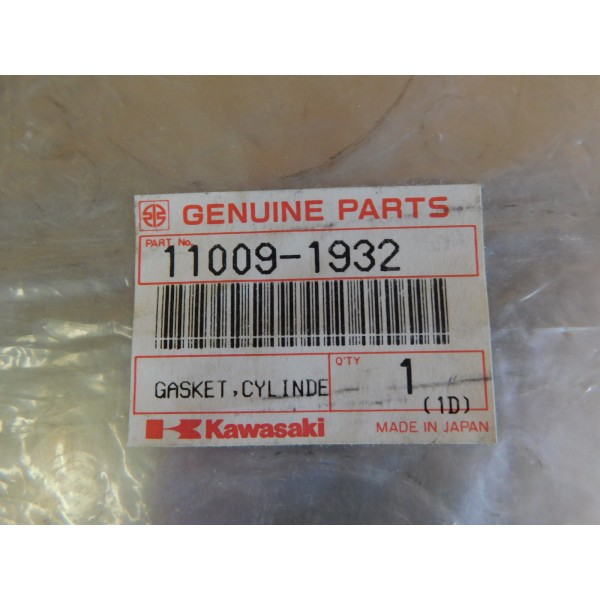 GENUINE PARTS
PART No.
11009-1932
GASKET,CYLINDE
Q'TY
1
(1D)
Kawasaki
MADE IN JAPAN